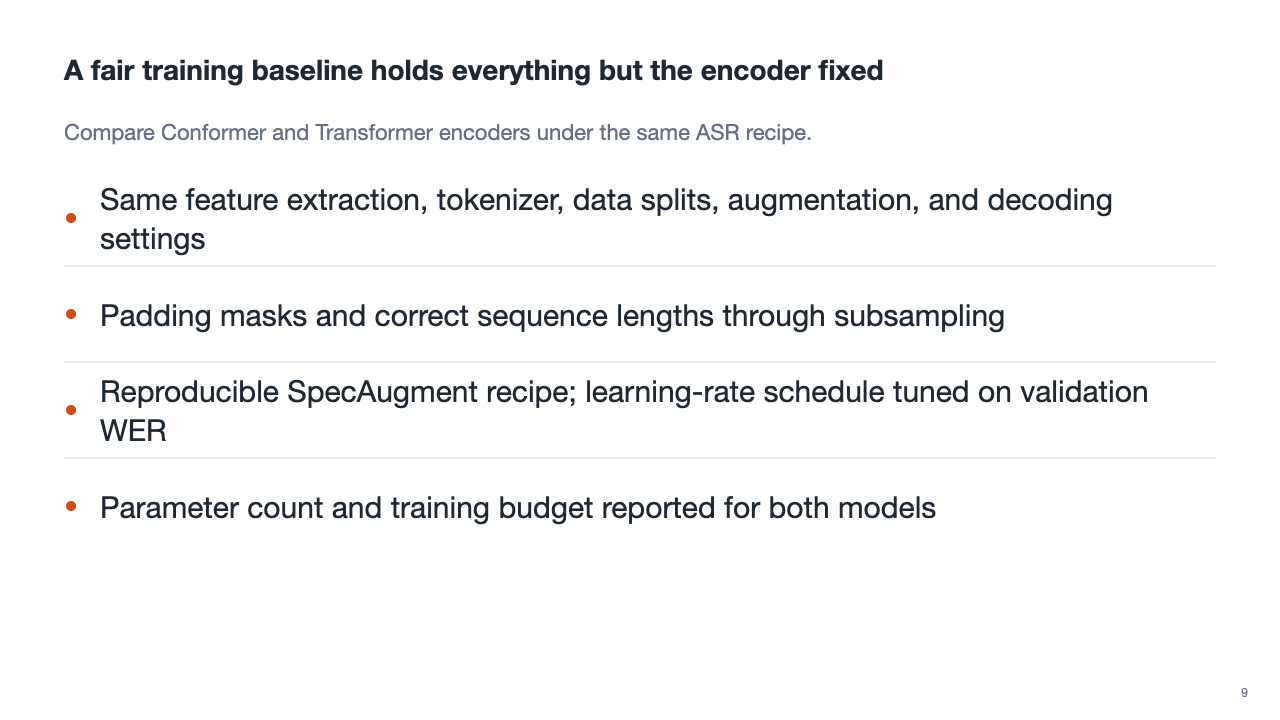 A fair training baseline holds everything but the encoder fixed
Compare Conformer and Transformer encoders under the same ASR recipe.
• Same feature extraction, tokenizer, data splits, augmentation, and decoding
settings
• Padding masks and correct sequence lengths through subsampling
• Reproducible SpecAugment recipe; learning-rate schedule tuned on validation
WER
• Parameter count and training budget reported for both models
9